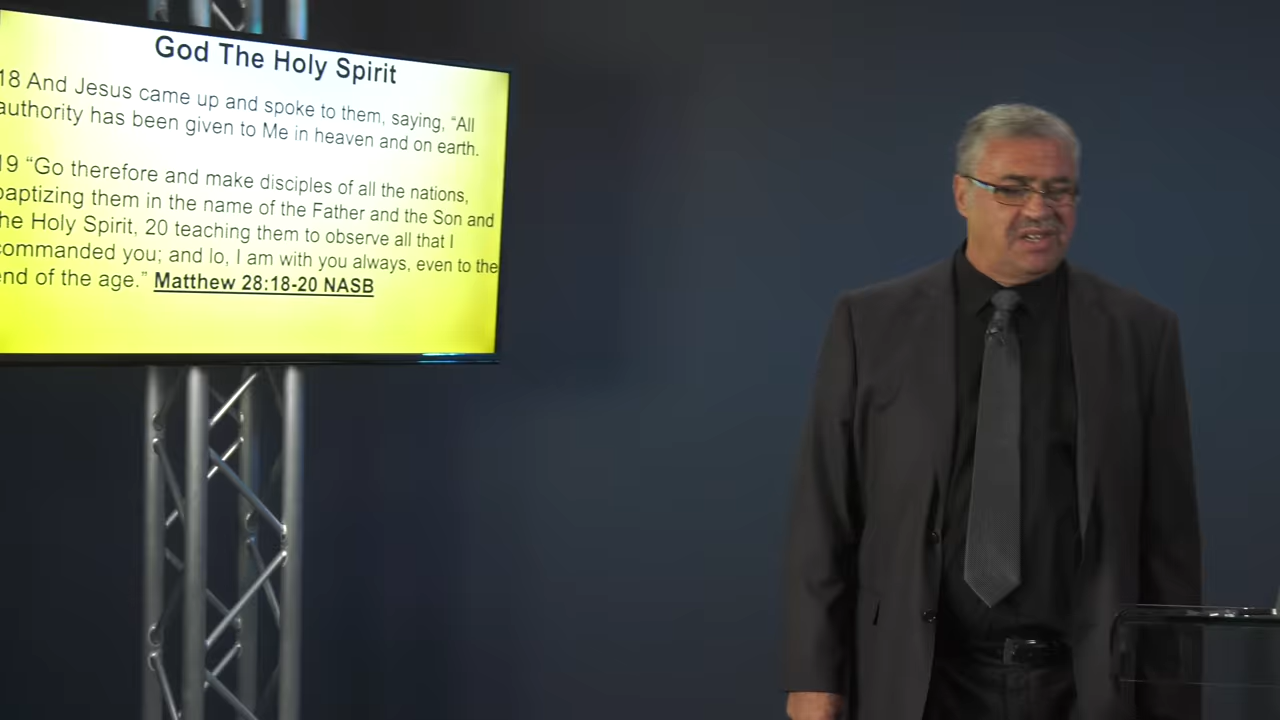 God The Holy Spirit
18 And Jesus came up and spoke to them, saying, “All
authority has been given to Me in heaven and on earth.
19 “Go therefore and make disciples of all the nations,
baptizing them in the name of the Father and the Son and
the Holy Spirit, 20 teaching them to observe all that I
commanded you; and lo, I am with you always, even to the
end of the age.” Matthew 28:18-20 NASB